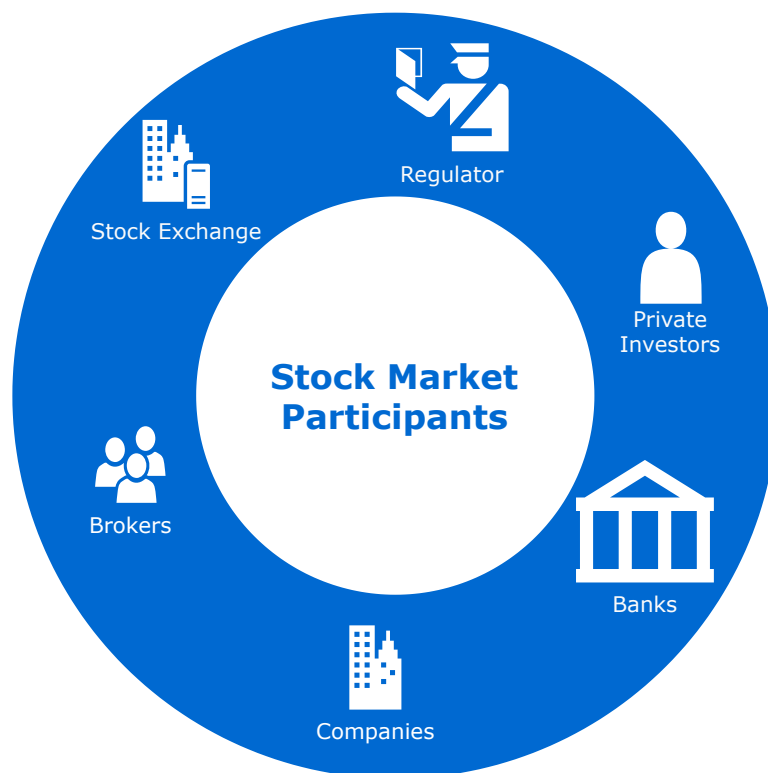 Regulator
Stock Exchange
Private
Investors
Stock Market
Participants
Brokers
Banks
Companies